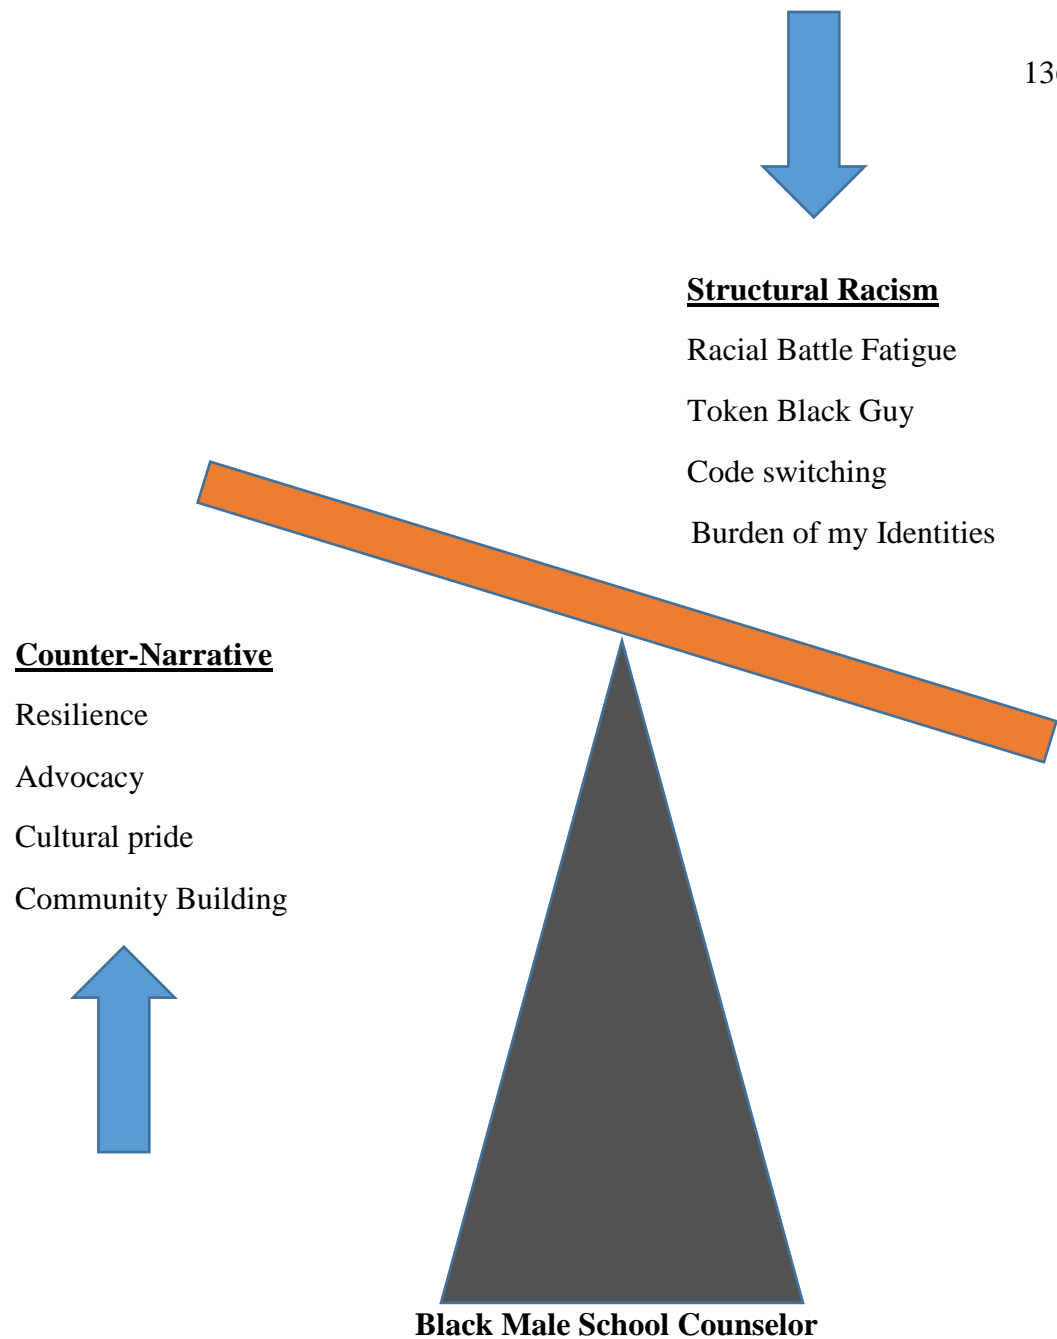 Structural Racism
Racial Battle Fatigue
Token Black Guy
Code switching
Burden of my Identities
Counter-Narrative
Resilience
Advocacy
Cultural pride
Community Building
Black Male School Counselor